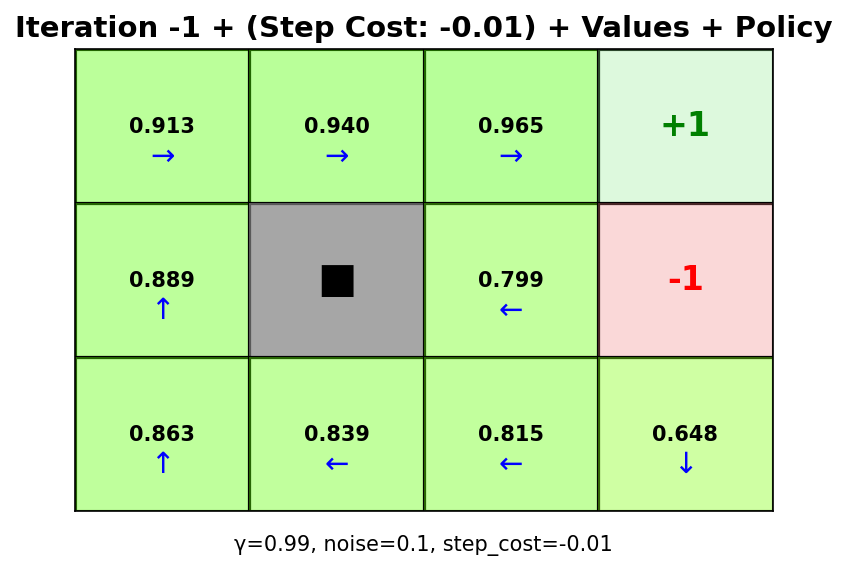 Iteration -1 + (Step Cost: -0.01) + Values + Policy
0.913 0.940 0.965 +1
→ → →
0.889 ■ 0.799 -1
↑ ←
0.863 0.839 0.815 0.648
↑ ← ← ↓
γ=0.99, noise=0.1, step_cost=-0.01